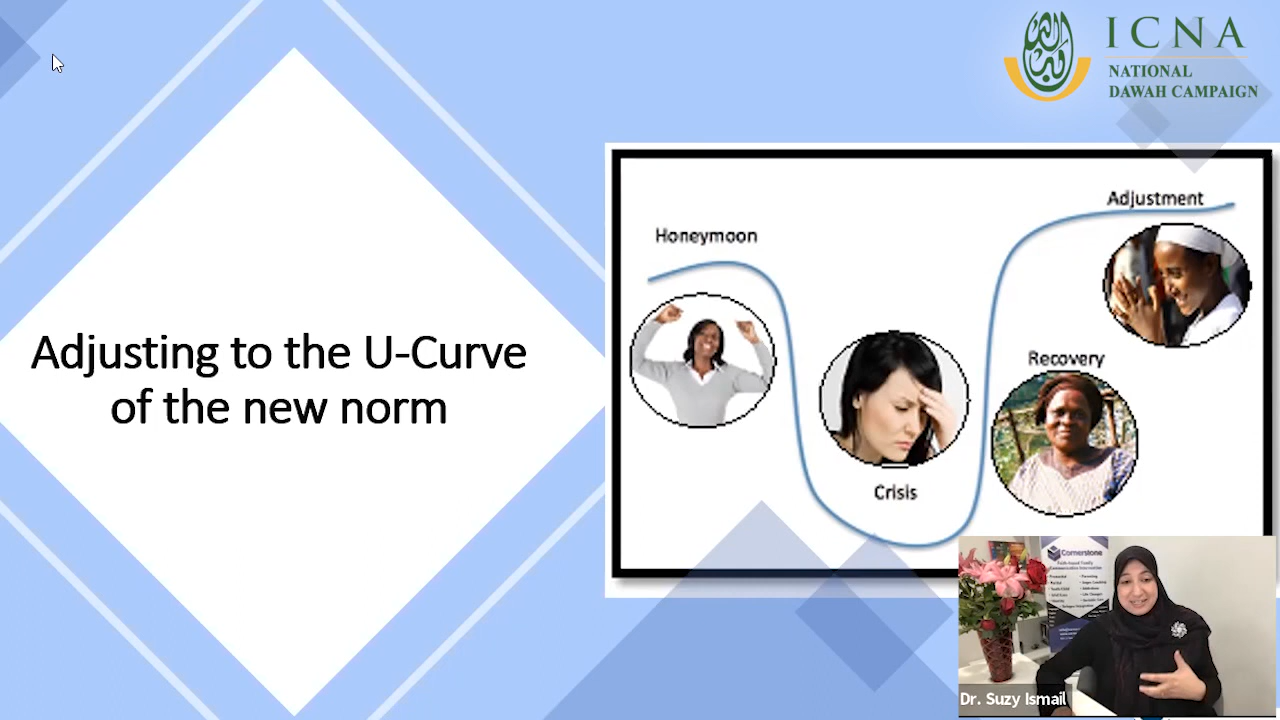 ICNA
NATIONAL
DAWAH CAMPAIGN
Adjusting to the U-Curve
of the new norm
Honeymoon
Crisis
Recovery
Adjustment
Cornerstone
Dr. Suzy Ismail